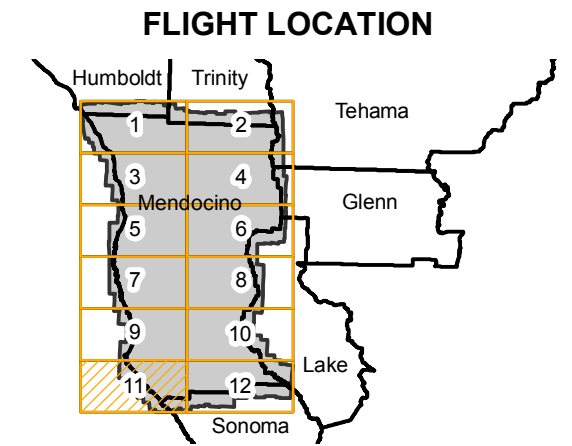 FLIGHT LOCATION
Humboldt Trinity
Tehama
1 2
3 4
Mendocino Glenn
5 6
7 8
9 10
Lake
11 12
Sonoma